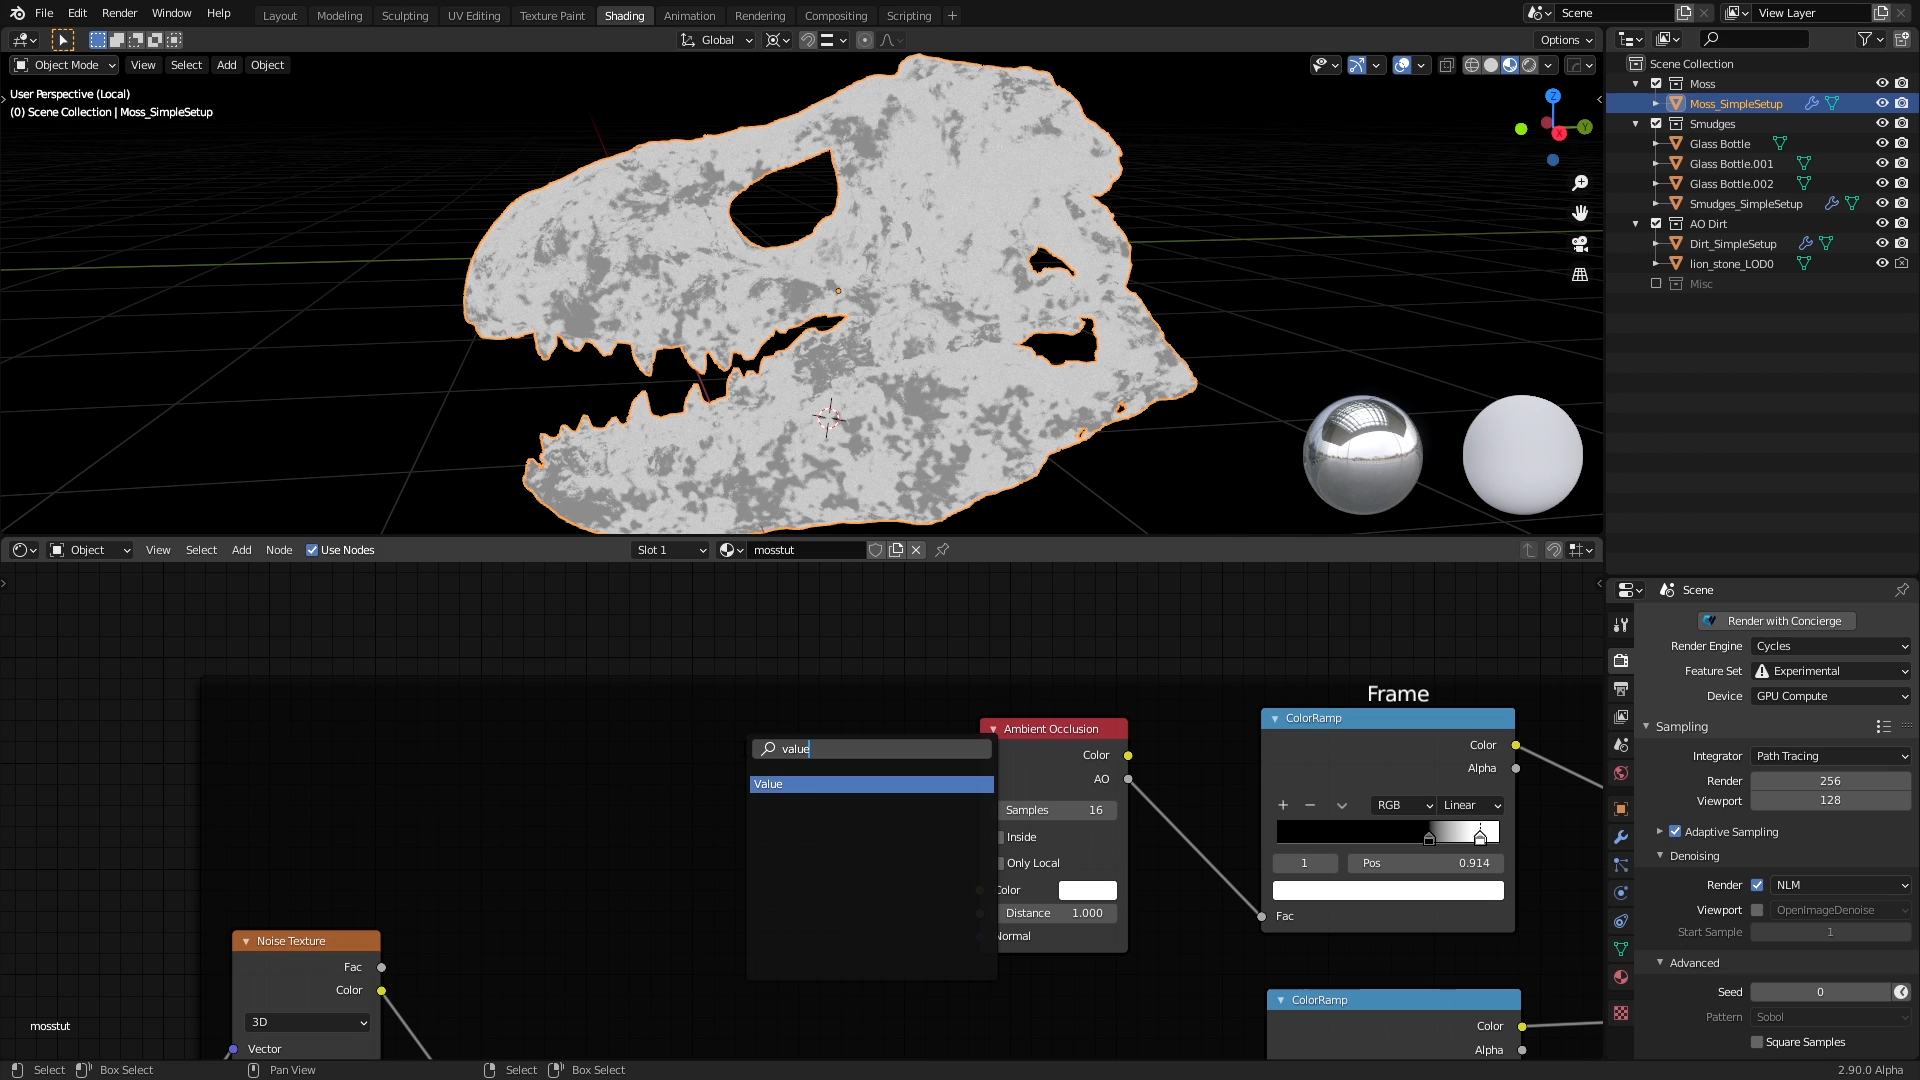 File Edit Render Window Help Layout Modeling Sculpting UV Editing Texture Paint Shading Animation Rendering Compositing Scripting + Scene View Layer
Global Options
Object Mode View Select Add Object
User Perspective (Local)
(0) Scene Collection | Moss_SimpleSetup
Z
Y
X
Scene Collection
Moss
Moss_SimpleSetup
Smudges
Glass Bottle
Glass Bottle.001
Glass Bottle.002
Smudges_SimpleSetup
AO Dirt
Dirt_SimpleSetup
lion_stone_LOD0
Misc
Object View Select Add Node Use Nodes Slot 1 mosstut
Frame
value
Value
Ambient Occlusion
Color
AO
Samples 16
Inside
Only Local
Color
Distance 1.000
Normal
ColorRamp
Color
Alpha
+ − RGB Linear
1 Pos 0.914
Fac
Noise Texture
Fac
Color
3D
Vector
ColorRamp
Color
Alpha
mosstut
Scene
Render with Concierge
Render Engine Cycles
Feature Set Experimental
Device GPU Compute
Sampling
Integrator Path Tracing
Render 256
Viewport 128
Adaptive Sampling
Denoising
Render NLM
Viewport OpenImageDenoise
Start Sample 1
Advanced
Seed 0
Pattern Sobol
Square Samples
Select Box Select Pan View Select Box Select 2.90.0 Alpha